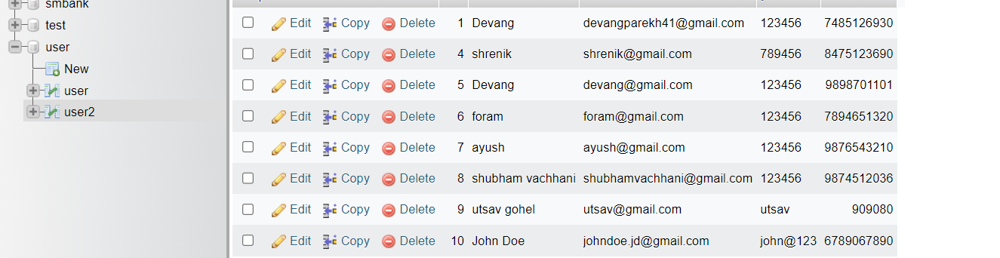 smbank
test
user
New
user
user2
Edit Copy Delete 1 Devang devangparekh41@gmail.com 123456 7485126930
Edit Copy Delete 4 shrenik shrenik@gmail.com 789456 8475123690
Edit Copy Delete 5 Devang devang@gmail.com 123456 9898701101
Edit Copy Delete 6 foram foram@gmail.com 123456 7894651320
Edit Copy Delete 7 ayush ayush@gmail.com 123456 9876543210
Edit Copy Delete 8 shubham vachhani shubhamvachhani@gmail.com 123456 9874512036
Edit Copy Delete 9 utsav gohel utsav@gmail.com utsav 909080
Edit Copy Delete 10 John Doe johndoe.jd@gmail.com john@123 6789067890